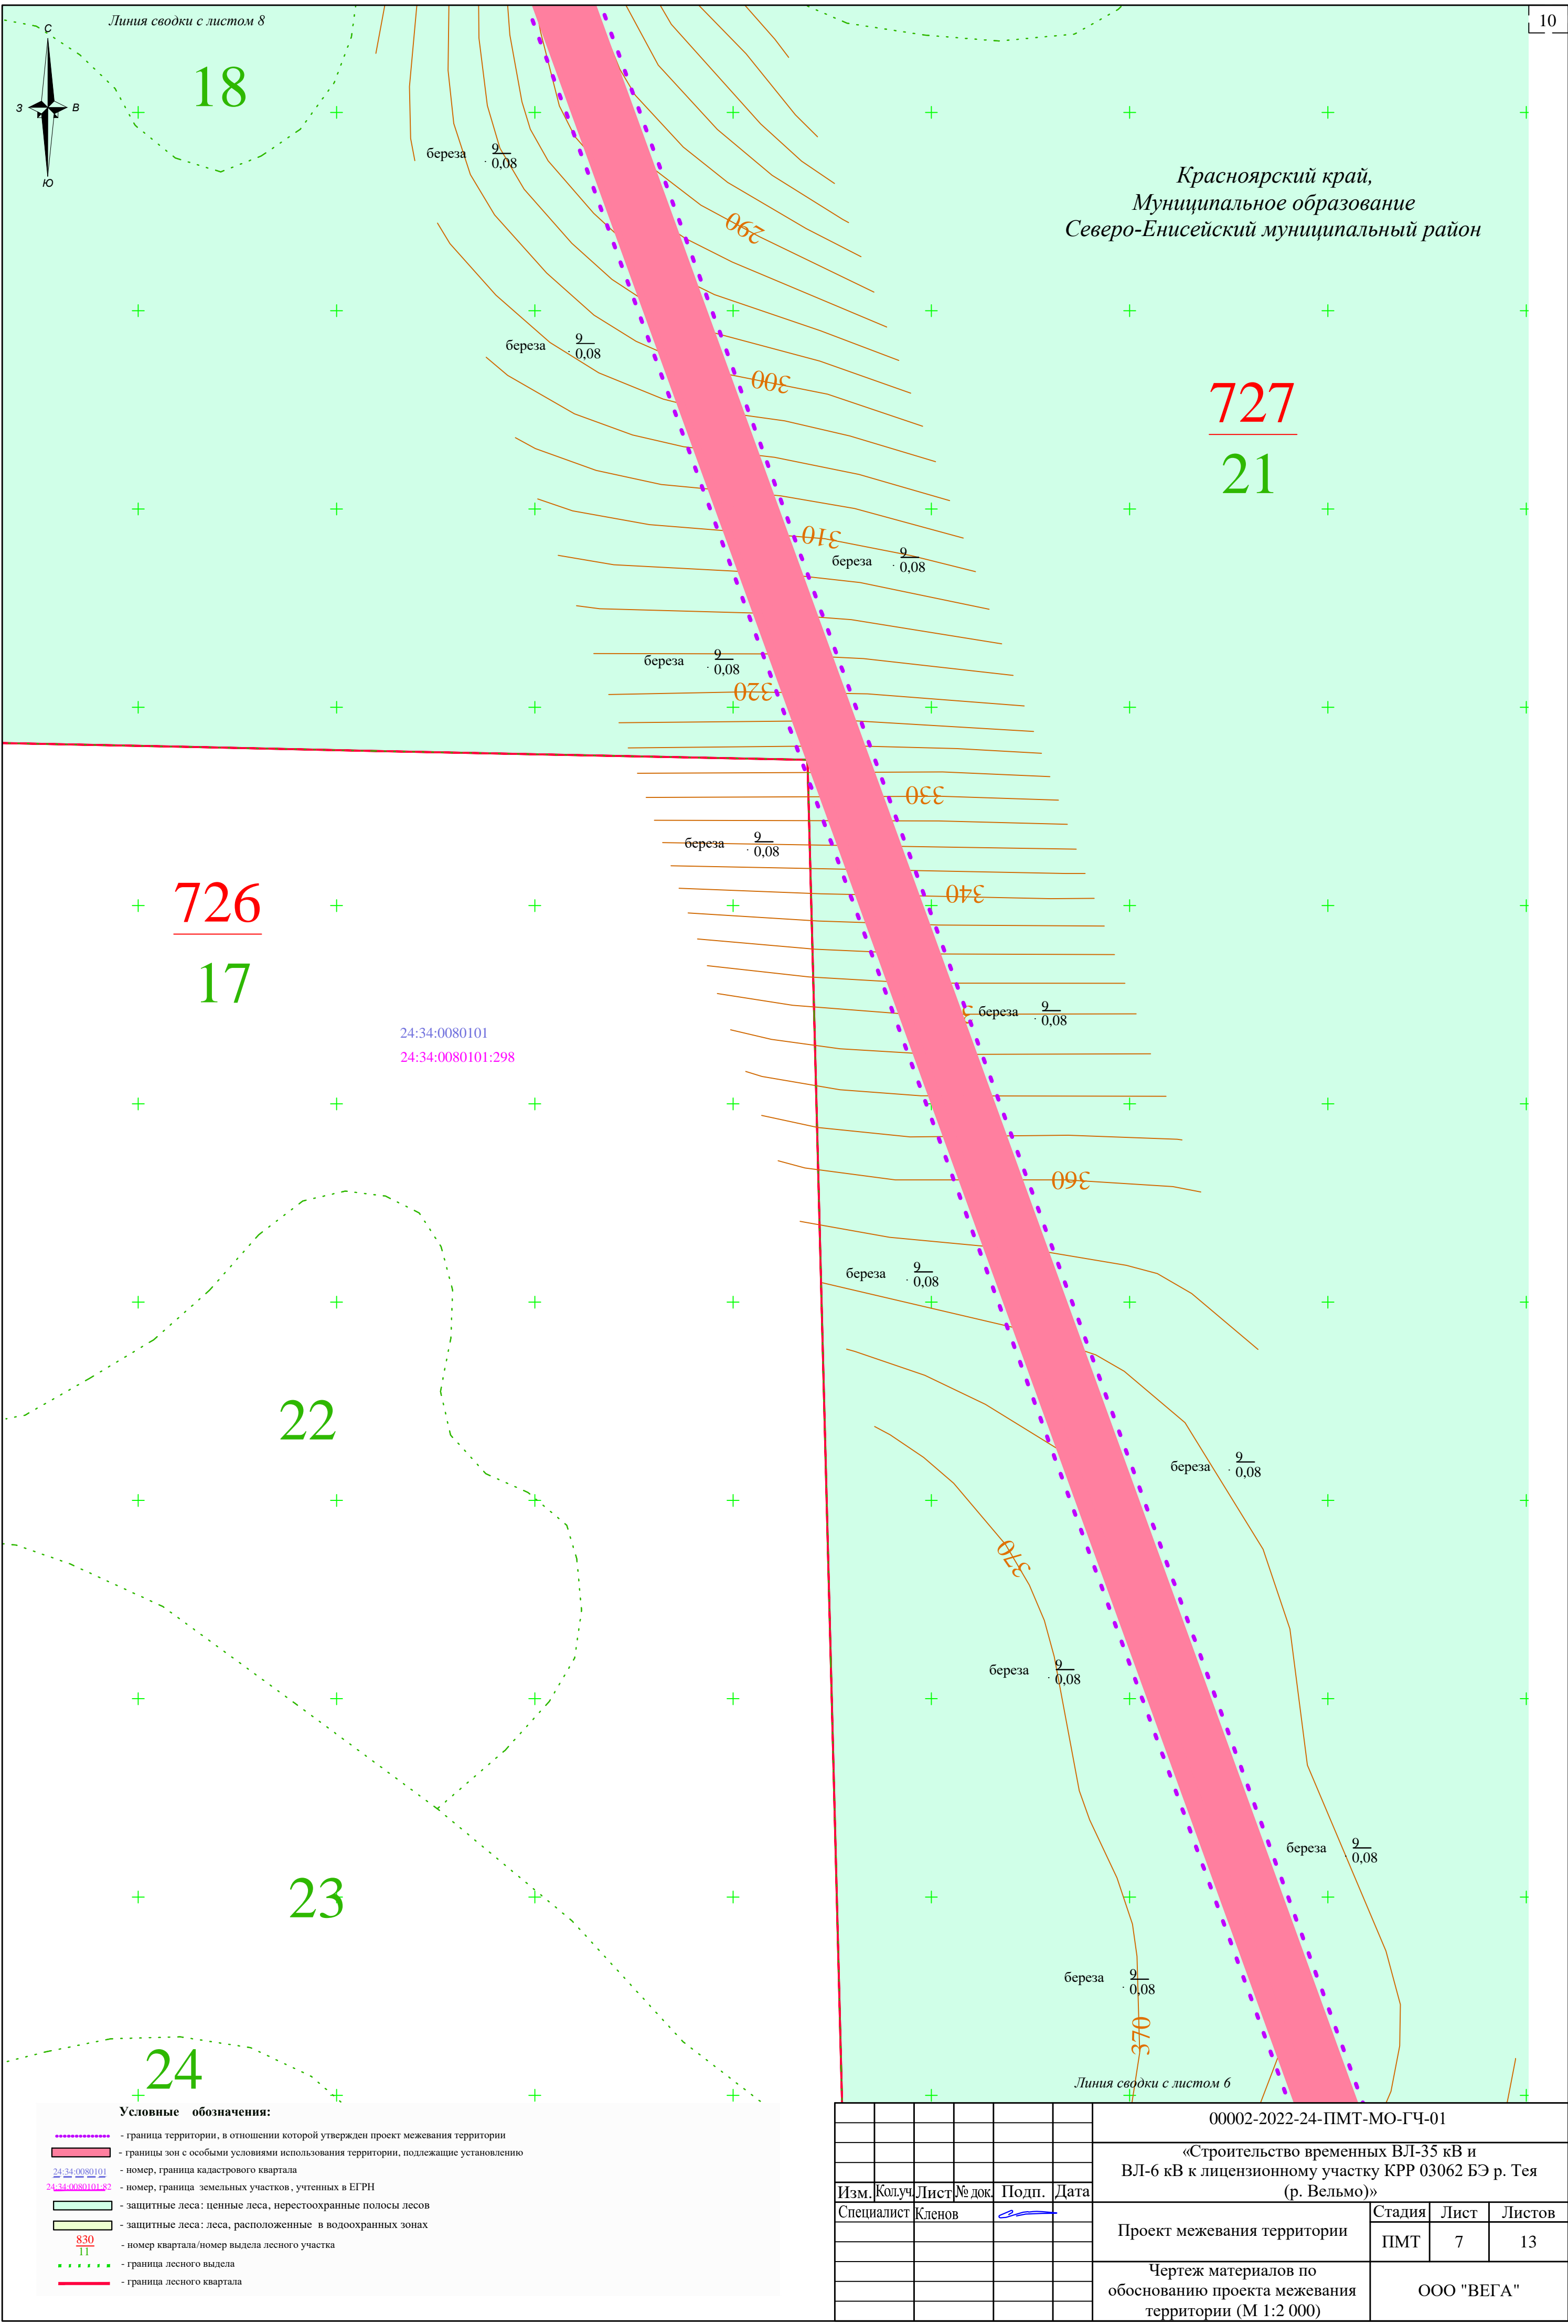 Линия сводки с листом 8
10
С
З
В
Ю
18
береза 9 0,08
Красноярский край,
Муниципальное образование
Северо-Енисейский муниципальный район
290
береза 9 0,08
300
727
21
310
береза 9 0,08
береза 9 0,08
320
330
береза 9 0,08
340
726
17
береза 9 0,08
24:34:0080101
24:34:0080101:298
360
береза 9 0,08
22
береза 9 0,08
370
береза 9 0,08
береза 9 0,08
23
береза 9 0,08
370
24
Линия сводки с листом 6
Условные обозначения:
- граница территории, в отношении которой утвержден проект межевания территории
- границы зон с особыми условиями использования территории, подлежащие установлению
24:34:0080101 - номер, граница кадастрового квартала
24:34:0080101:82 - номер, граница земельных участков, учтенных в ЕГРН
- защитные леса: ценные леса, нерестоохранные полосы лесов
- защитные леса: леса, расположенные в водоохранных зонах
830
11
- номер квартала/номер выдела лесного участка
- граница лесного выдела
- граница лесного квартала
00002-2022-24-ПМТ-МО-ГЧ-01
«Строительство временных ВЛ-35 кВ и
ВЛ-6 кВ к лицензионному участку КРР 03062 БЭ р. Тея
(р. Вельмо)»
Изм. Кол.уч. Лист № док. Подп. Дата
Специалист Кленов
Проект межевания территории
Стадия Лист Листов
ПМТ 7 13
Чертеж материалов по
обоснованию проекта межевания
территории (М 1:2 000)
ООО "ВЕГА"